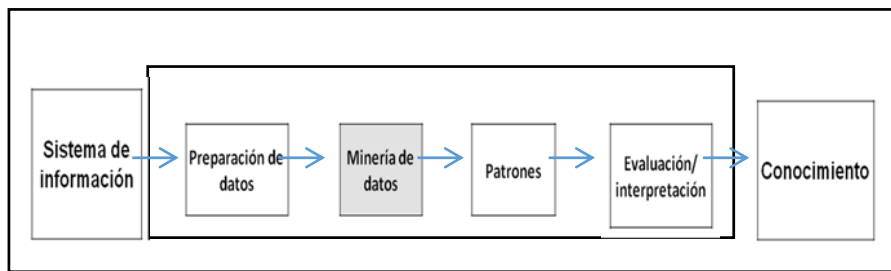 Sistema de
información
Preparación de
datos
Minería de
datos
Patrones
Evaluación/
interpretación
Conocimiento